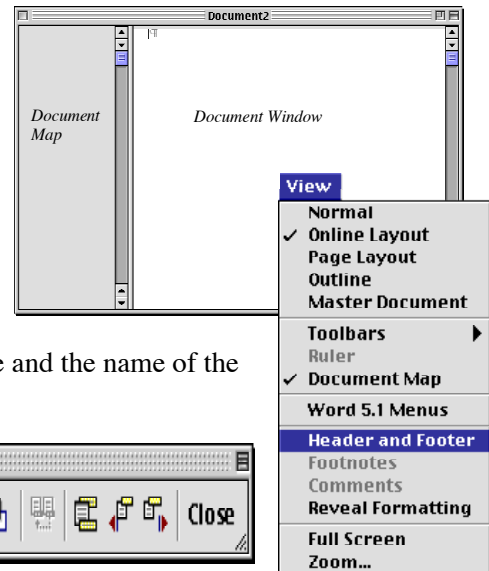 Document2
Document
Map
Document Window
View
Normal
✓ Online Layout
Page Layout
Outline
Master Document
Toolbars
Ruler
✓ Document Map
Word 5.1 Menus
Header and Footer
Footnotes
Comments
Reveal Formatting
Full Screen
Zoom...
and the name of the
Close